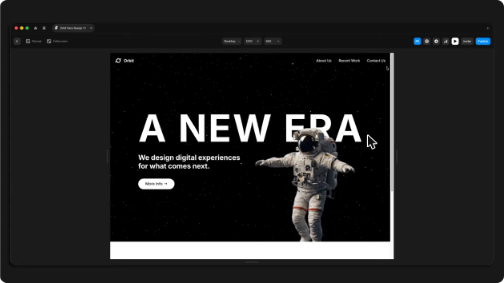 Orbit
About Us
Recent Work
Contact Us
A NEW ERA
We design digital experiences
for what comes next.
More Info →
Invite
Publish